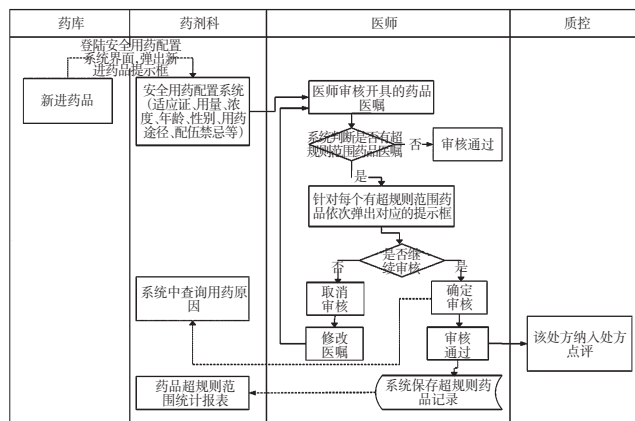 药库
药剂科
医师
质控
登陆安全用药配置
系统界面,弹出新
进药品提示框
新进药品
安全用药配置系统
(适应证、用量、浓
度、年龄、性别、用药
途径、配伍禁忌等)
医师审核开具的药品
医嘱
系统判断是否有超
规则范围药品医嘱
否
审核通过
是
针对每个有超规则范围药
品依次弹出对应的提示框
是否继
续审核
否
是
取消
审核
确定
审核
系统中查询用药原
因
修改
医嘱
审核
通过
该处方纳入处方
点评
药品超规则范
围统计报表
系统保存超规则药
品记录